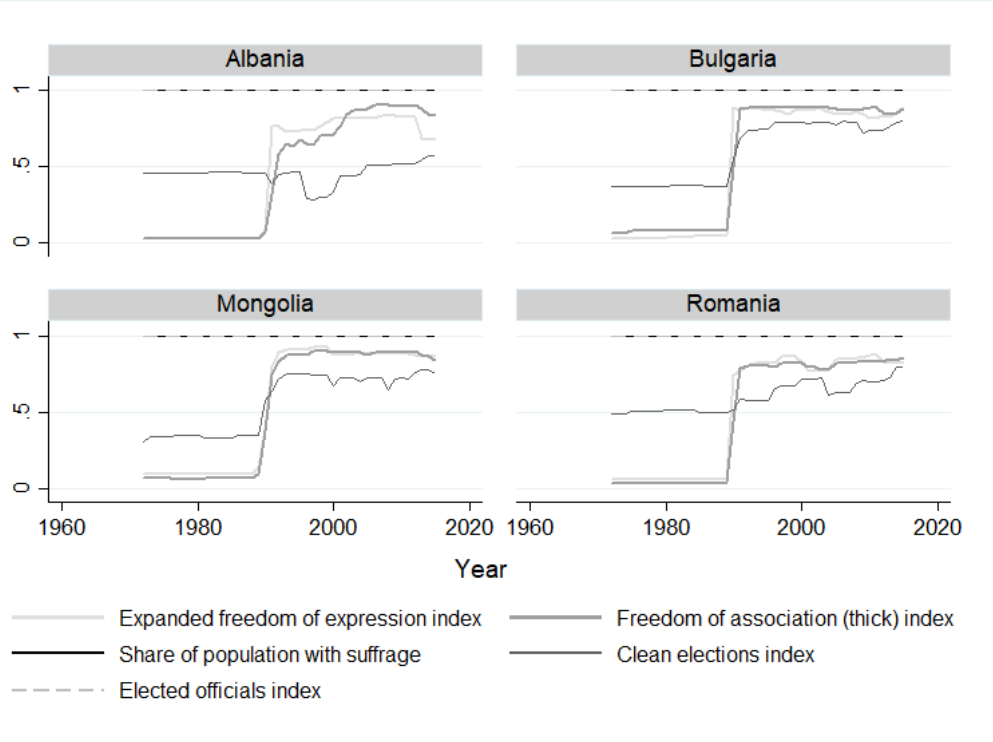 Albania
Bulgaria
1
.5
0
Mongolia
Romania
1
.5
0
1960 1980 2000 2020 1960 1980 2000 2020
Year
Expanded freedom of expression index
Freedom of association (thick) index
Share of population with suffrage
Clean elections index
Elected officials index